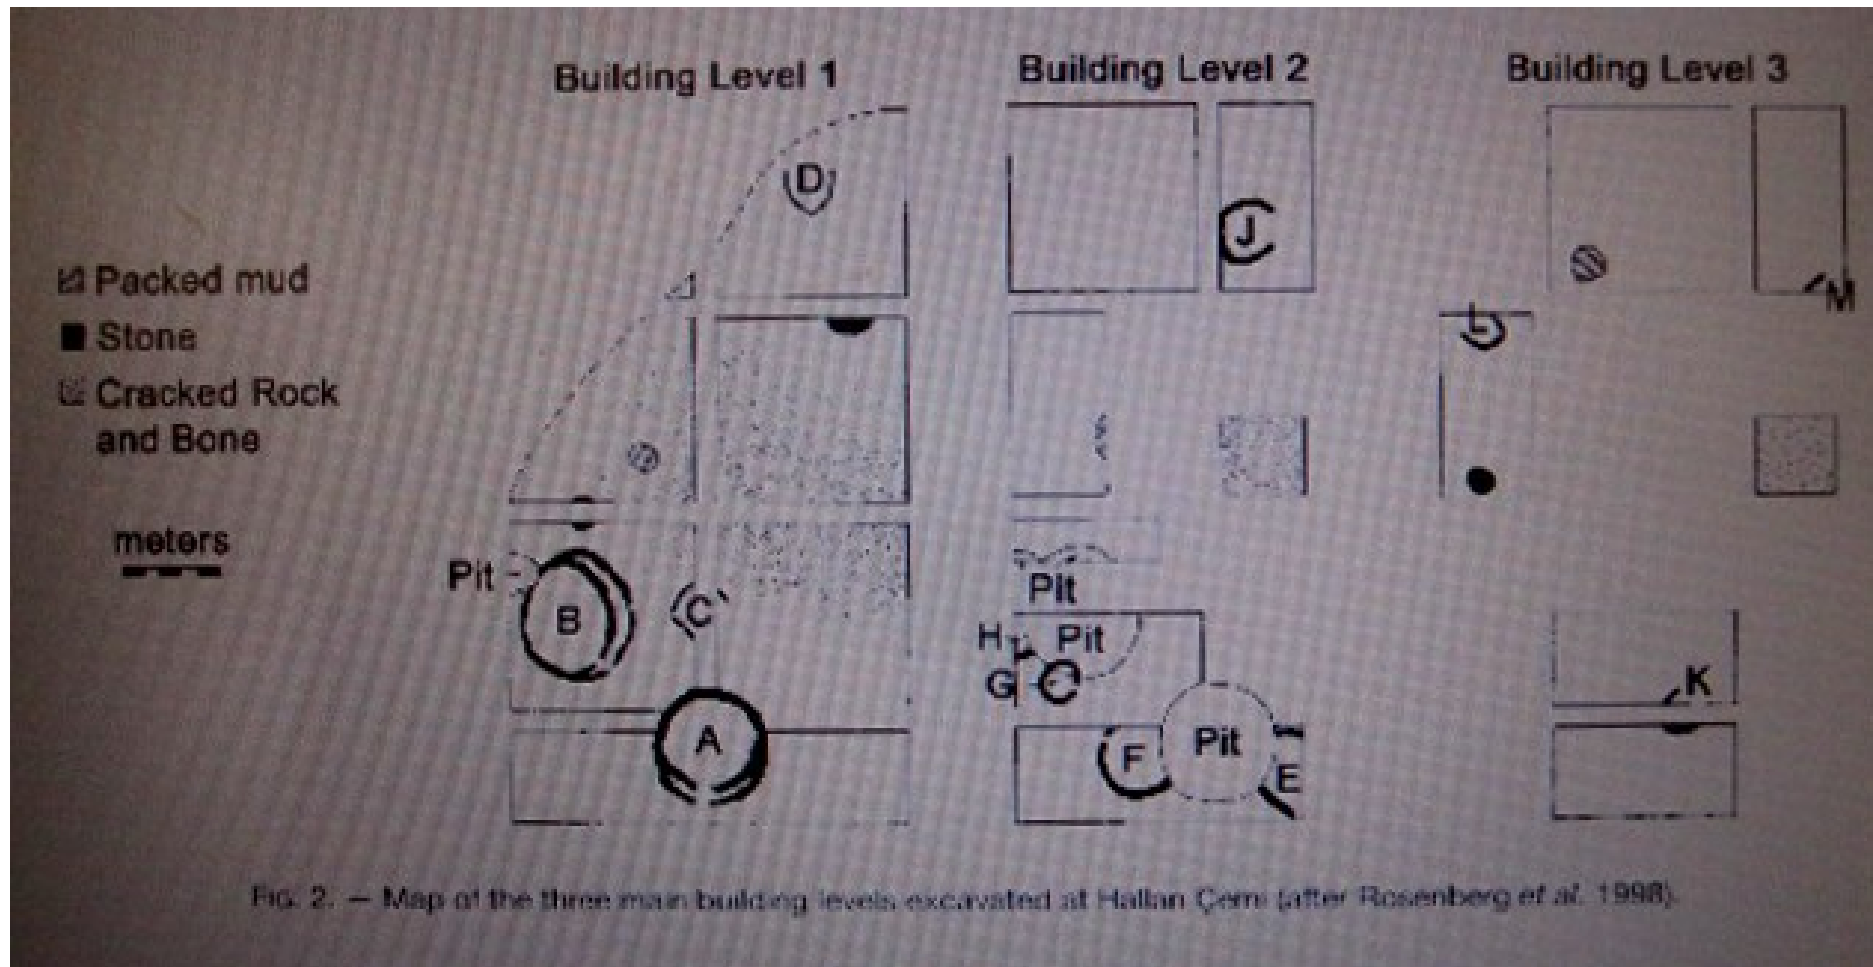 Building Level 1
Building Level 2
Building Level 3
D
J
M
Packed mud
Stone
Cracked Rock
and Bone
L
meters
Pit
B
C
A
Pit
H
Pit
G
F
Pit
E
K
FIG. 2. — Map of the three main building levels excavated at Hallan Çemi (after Rosenberg et al. 1998).